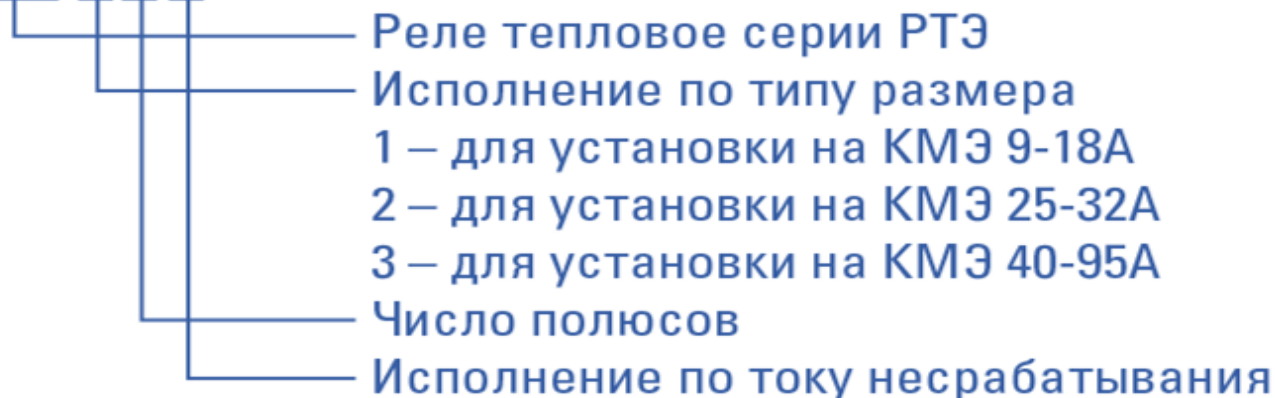 Реле тепловое серии РТЭ
Исполнение по типу размера
1 – для установки на КМЭ 9-18А
2 – для установки на КМЭ 25-32А
3 – для установки на КМЭ 40-95А
Число полюсов
Исполнение по току несрабатывания